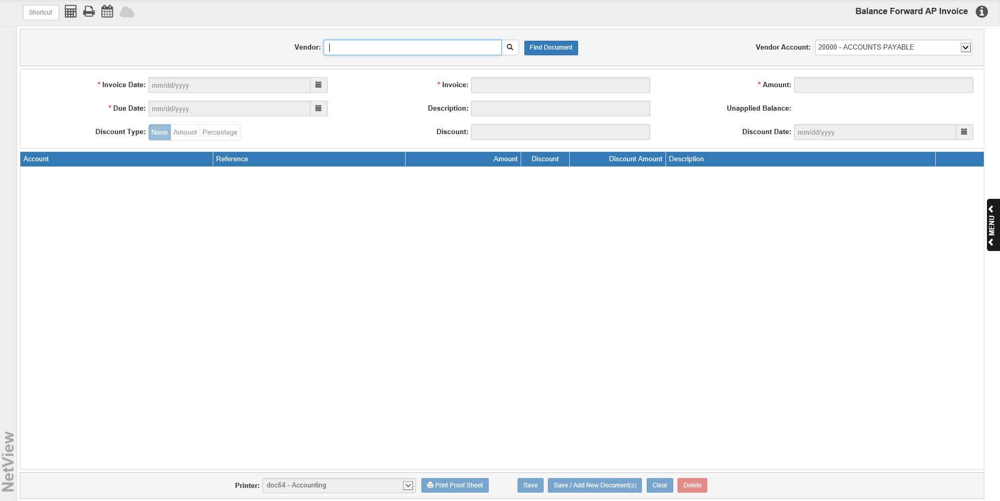 Shortcut
Balance Forward AP Invoice
Vendor:
Find Document
Vendor Account: 20000 - ACCOUNTS PAYABLE
* Invoice Date: mm/dd/yyyy
* Invoice:
* Amount:
* Due Date: mm/dd/yyyy
Description:
Unapplied Balance:
Discount Type: None Amount Percentage
Discount:
Discount Date: mm/dd/yyyy
Account Reference Amount Discount Discount Amount Description
MENU
NetView
Printer: doc64 - Accounting
Print Proof Sheet
Save
Save / Add New Document(s)
Clear
Delete